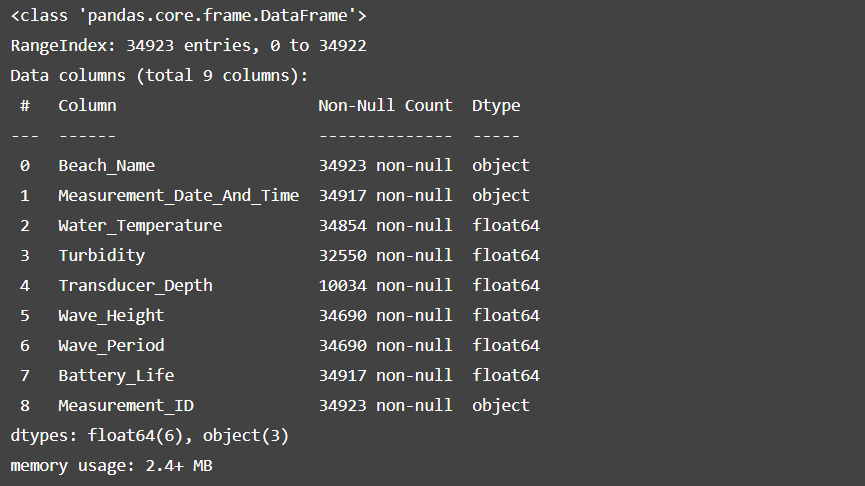 <class 'pandas.core.frame.DataFrame'>
RangeIndex: 34923 entries, 0 to 34922
Data columns (total 9 columns):
 #   Column                     Non-Null Count  Dtype
---  ------                     --------------  -----
 0   Beach_Name                 34923 non-null  object
 1   Measurement_Date_And_Time  34917 non-null  object
 2   Water_Temperature          34854 non-null  float64
 3   Turbidity                  32550 non-null  float64
 4   Transducer_Depth           10034 non-null  float64
 5   Wave_Height                34690 non-null  float64
 6   Wave_Period                34690 non-null  float64
 7   Battery_Life               34917 non-null  float64
 8   Measurement_ID             34923 non-null  object
dtypes: float64(6), object(3)
memory usage: 2.4+ MB